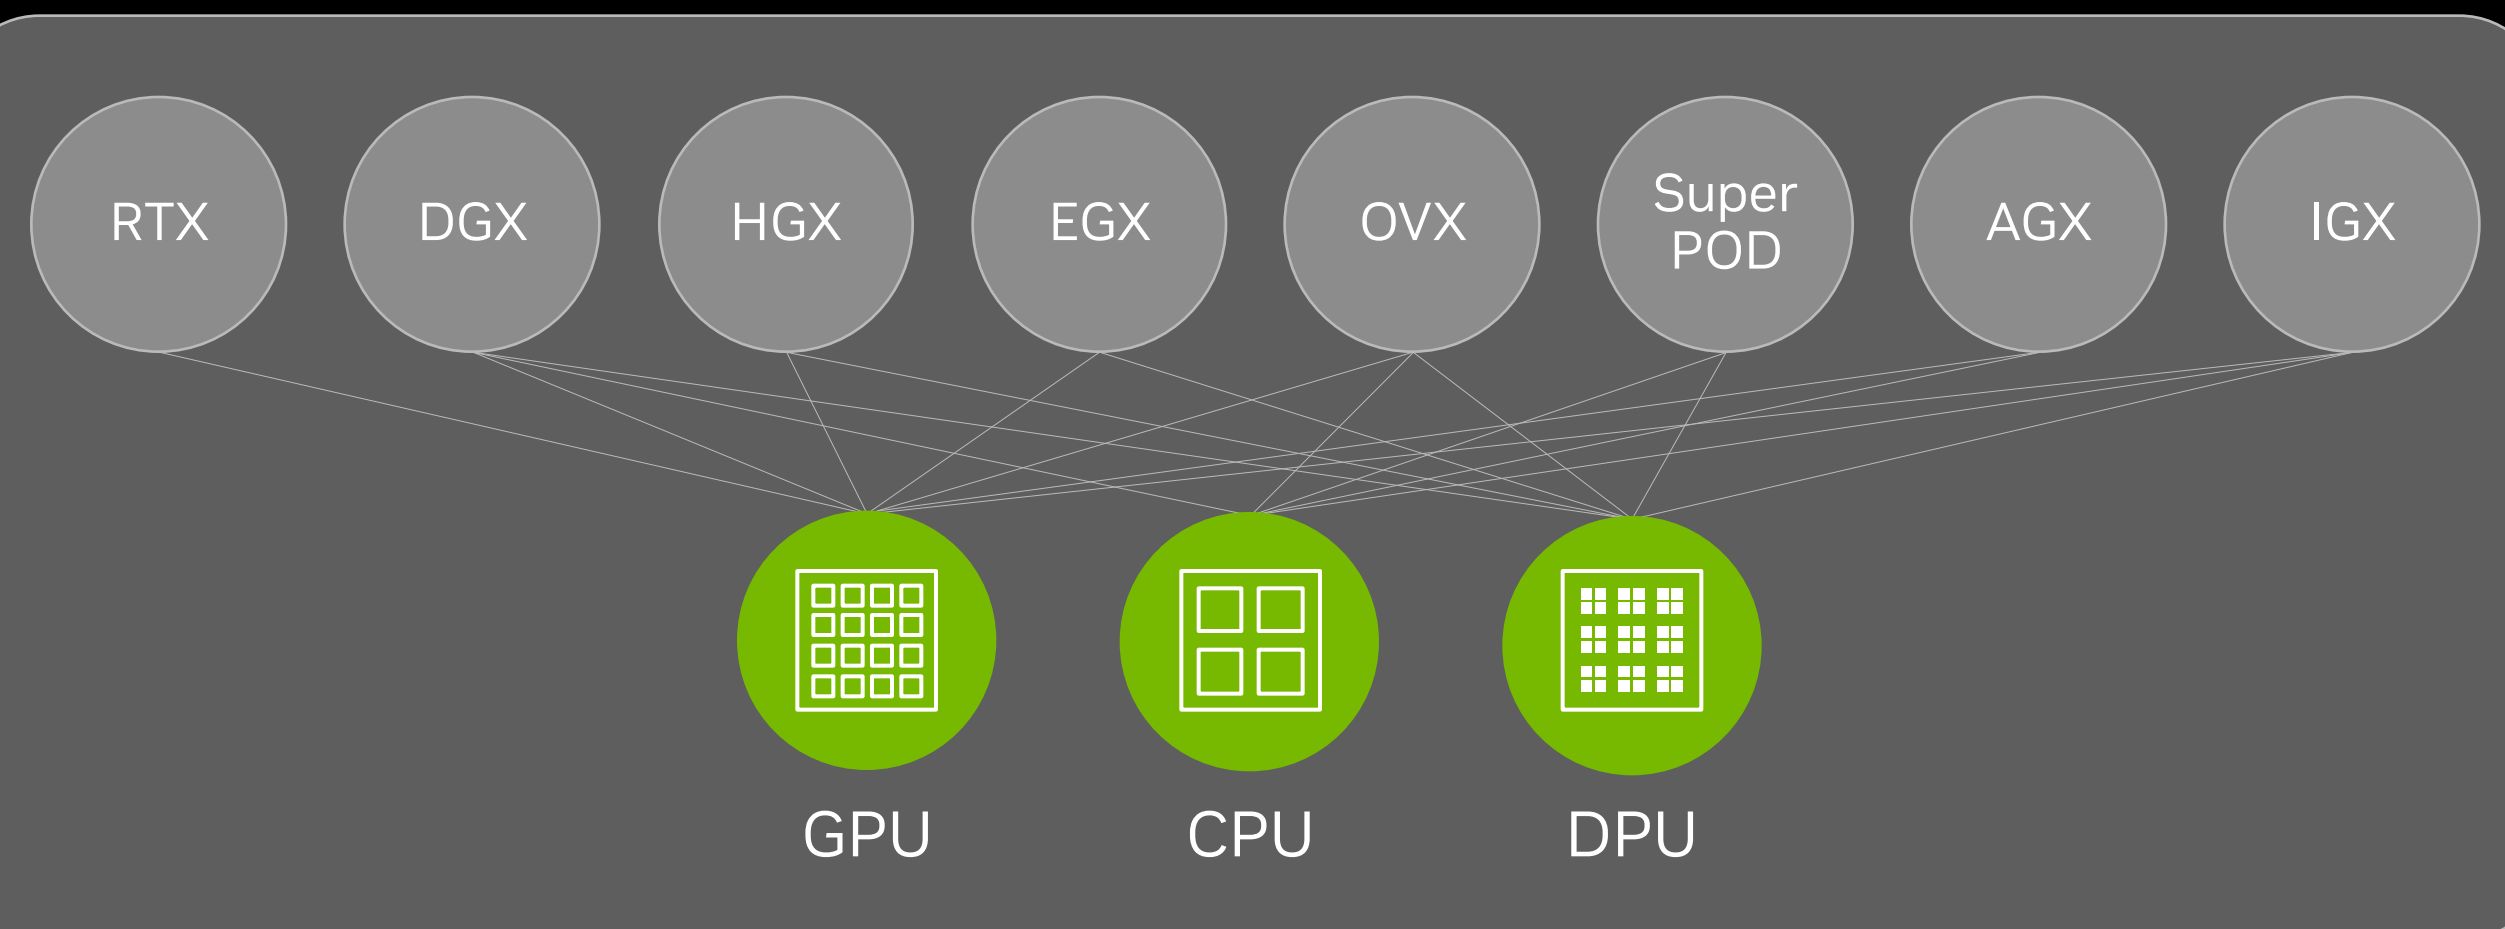 RTX
DGX
HGX
EGX
OVX
Super
POD
AGX
IGX
GPU
CPU
DPU